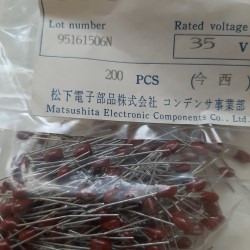 Lot number
Rated voltage
95161506N
35 V
200 PCS (今西)
松下電子部品株式会社 コンデンサ事業部
Matsushita Electronic Components Co., Ltd.